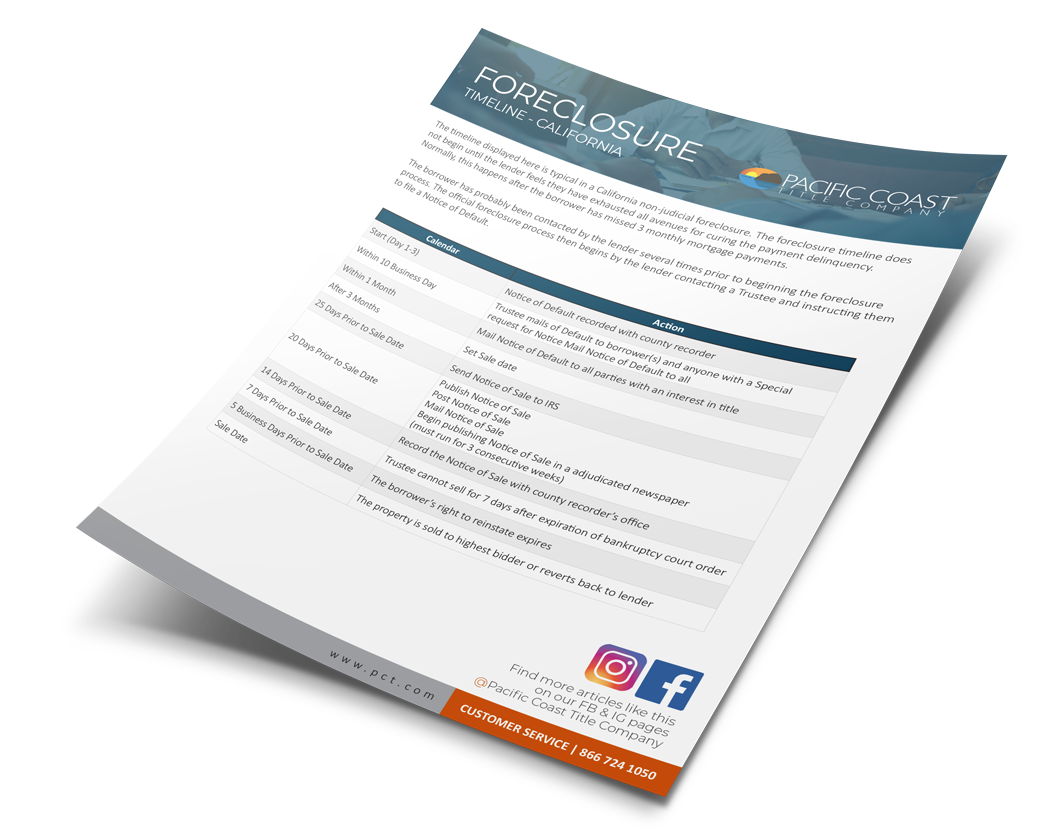 FORECLOSURE
TIMELINE - CALIFORNIA
PACIFIC COAST
TITLE COMPANY
The timeline displayed here is typical in a California non-judicial foreclosure. The foreclosure timeline does
not begin until the lender feels they have exhausted all avenues for curing the payment delinquency.
Normally, this happens after the borrower has missed 3 monthly mortgage payments.
The borrower has probably been contacted by the lender several times prior to beginning the foreclosure
process. The official foreclosure process then begins by the lender contacting a Trustee and instructing them
to file a Notice of Default.
Calendar Action
Start (Day 1-3) Notice of Default recorded with county recorder
Within 10 Business Day Trustee mails of Default to borrower(s) and anyone with a Special
request for Notice Mail Notice of Default to all
Within 1 Month Mail Notice of Default to all parties with an interest in title
After 3 Months Set Sale date
25 Days Prior to Sale Date Send Notice of Sale to IRS
20 Days Prior to Sale Date Publish Notice of Sale
Post Notice of Sale
Mail Notice of Sale
Begin publishing Notice of Sale in a adjudicated newspaper
(must run for 3 consecutive weeks)
14 Days Prior to Sale Date Record the Notice of Sale with county recorder's office
7 Days Prior to Sale Date Trustee cannot sell for 7 days after expiration of bankruptcy court order
5 Business Days Prior to Sale Date The borrower's right to reinstate expires
Sale Date The property is sold to highest bidder or reverts back to lender
Find more articles like this
on our FB & IG pages
@Pacific Coast Title Company
www.pct.com
CUSTOMER SERVICE | 866 724 1050